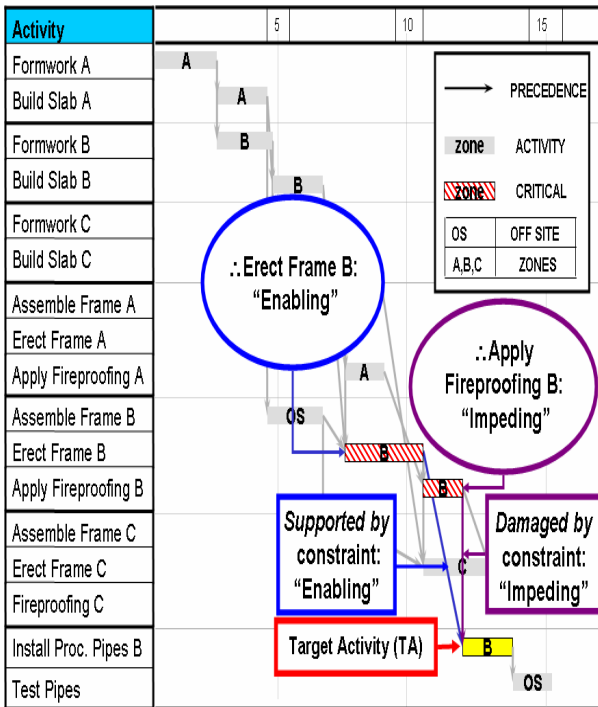 Activity
5
10
15
Formwork A
Build Slab A
Formwork B
Build Slab B
Formwork C
Build Slab C
Assemble Frame A
Erect Frame A
Apply Fireproofing A
Assemble Frame B
Erect Frame B
Apply Fireproofing B
Assemble Frame C
Erect Frame C
Fireproofing C
Install Proc. Pipes B
Test Pipes
A
A
B
B
A
OS
B
B
C
B
OS
PRECEDENCE
zone ACTIVITY
zone CRITICAL
OS OFF SITE
A,B,C ZONES
∴Erect Frame B:
“Enabling”
∴Apply
Fireproofing B:
“Impeding”
Supported by
constraint:
“Enabling”
Damaged by
constraint:
“Impeding”
Target Activity (TA)